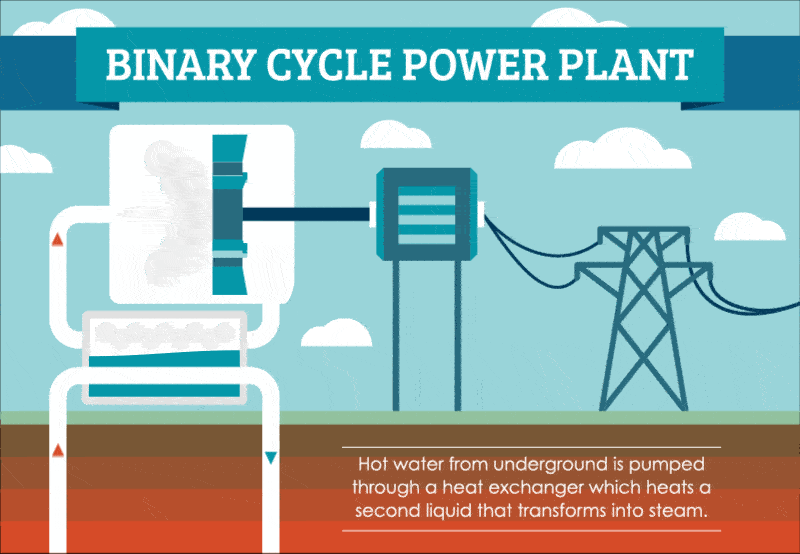 BINARY CYCLE POWER PLANT
Hot water from underground is pumped
through a heat exchanger which heats a
second liquid that transforms into steam.